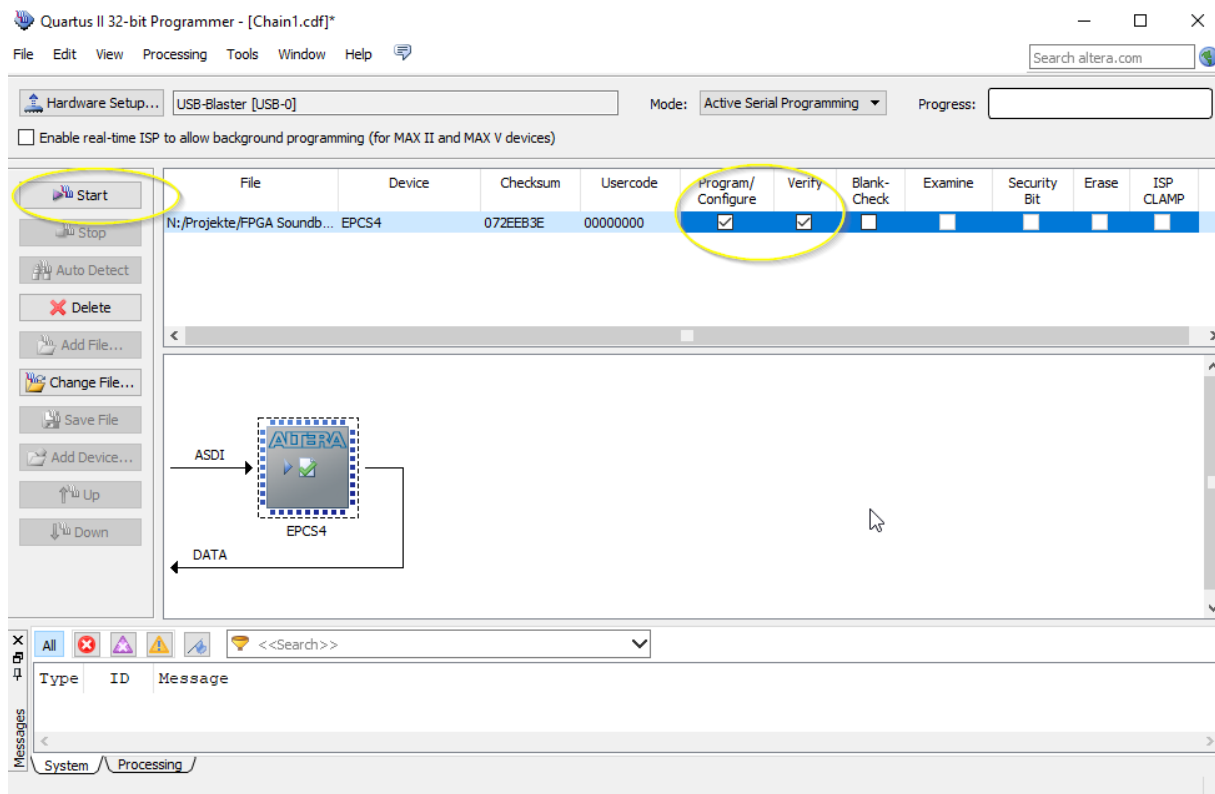 Quartus II 32-bit Programmer - [Chain1.cdf]*
File Edit View Processing Tools Window Help
Search altera.com
Hardware Setup... USB-Blaster [USB-0] Mode: Active Serial Programming Progress:
Enable real-time ISP to allow background programming (for MAX II and MAX V devices)
Start
Stop
Auto Detect
Delete
Add File...
Change File...
Save File
Add Device...
Up
Down
File Device Checksum Usercode Program/ Verify Blank- Examine Security Erase ISP
Configure Check Bit CLAMP
N:/Projekte/FPGA Soundb... EPCS4 072EEB3E 00000000
ASDI
ALTERA
EPCS4
DATA
All <<Search>>
Type ID Message
Messages
System Processing